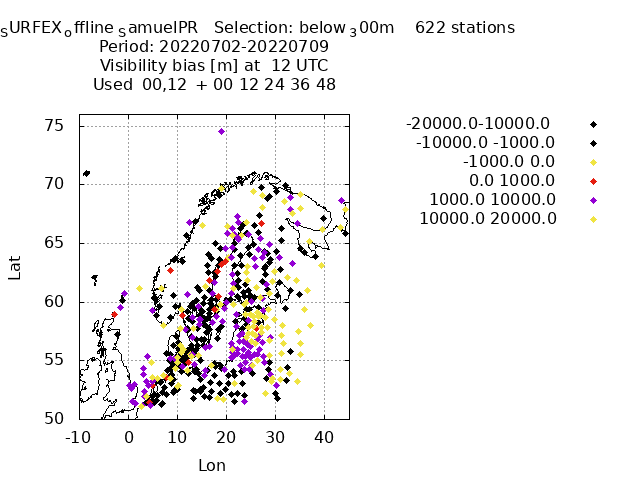 SURFEXoffline SamuelPR Selection: below 300m 622 stations
Period: 20220702-20220709
Visibility bias [m] at 12 UTC
Used 00,12 + 00 12 24 36 48
-20000.0-10000.0
-10000.0 -1000.0
-1000.0 0.0
0.0 1000.0
1000.0 10000.0
10000.0 20000.0
75
70
65
60
55
50
Lat
-10 0 10 20 30 40
Lon